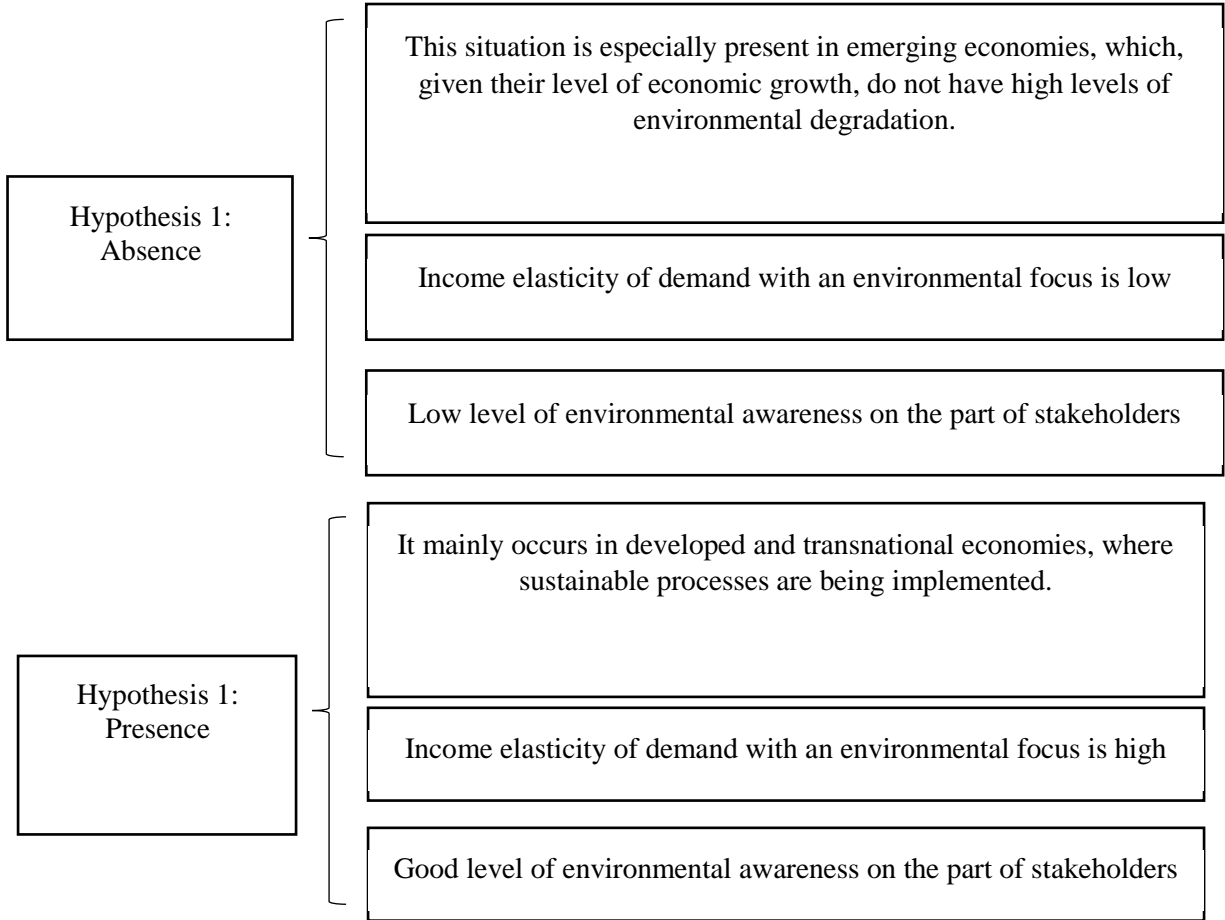 This situation is especially present in emerging economies, which,
given their level of economic growth, do not have high levels of
environmental degradation.
Hypothesis 1:
Absence
Income elasticity of demand with an environmental focus is low
Low level of environmental awareness on the part of stakeholders
It mainly occurs in developed and transnational economies, where
sustainable processes are being implemented.
Hypothesis 1:
Presence
Income elasticity of demand with an environmental focus is high
Good level of environmental awareness on the part of stakeholders